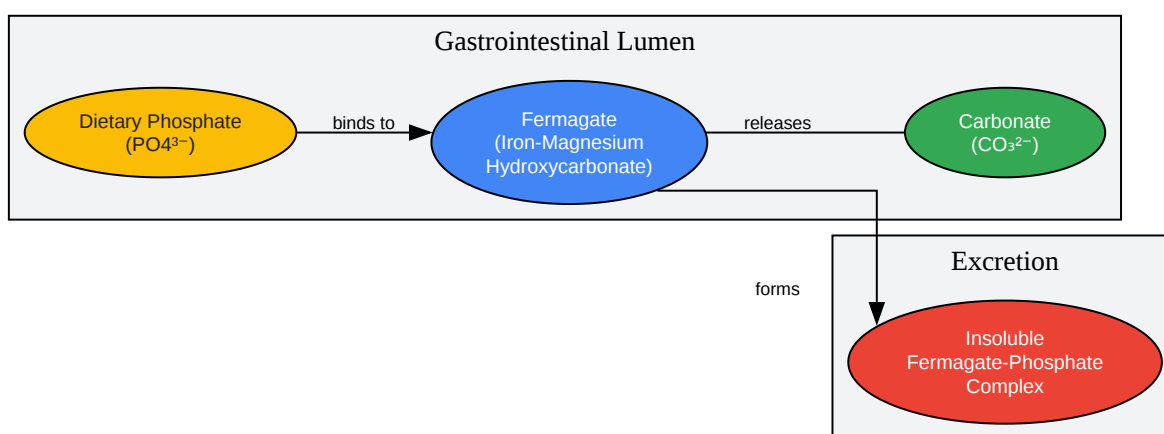 Gastrointestinal Lumen
Dietary Phosphate
(PO4³⁻)
binds to
Fermagate
(Iron-Magnesium
Hydroxycarbonate)
releases
Carbonate
(CO₃²⁻)
Excretion
forms
Insoluble
Fermagate-Phosphate
Complex